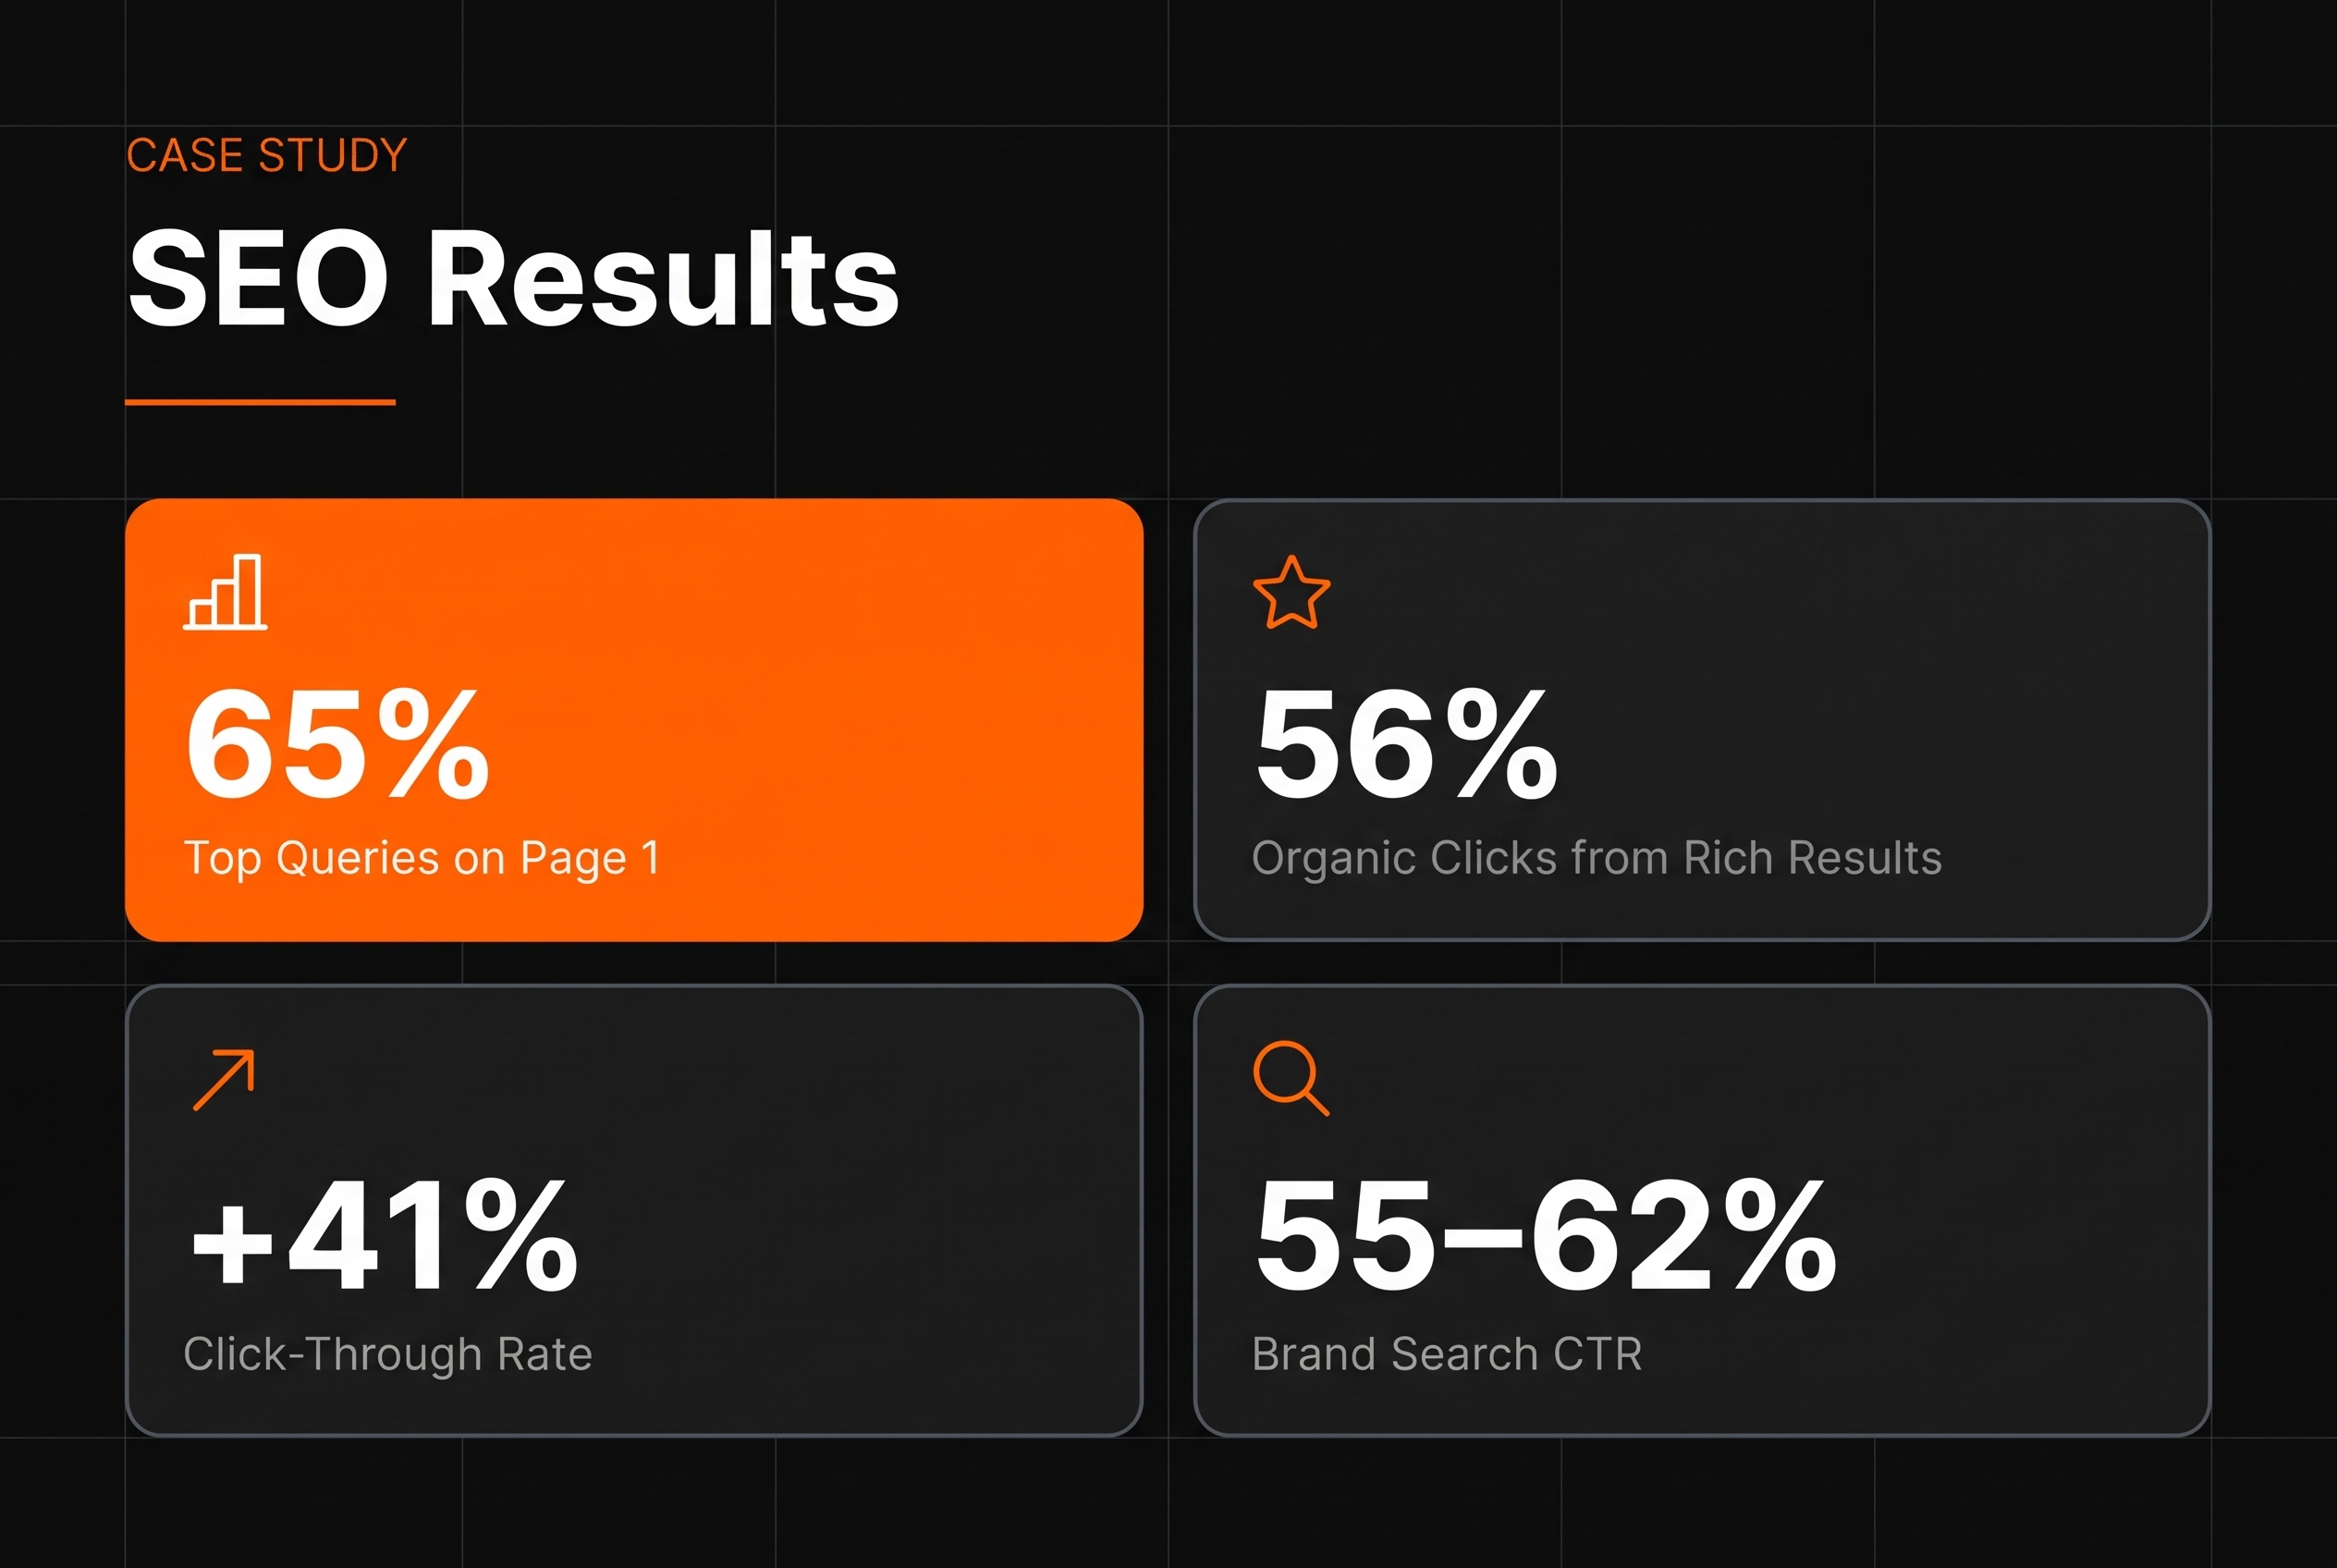 CASE STUDY
SEO Results
65%
Top Queries on Page 1
56%
Organic Clicks from Rich Results
+41%
Click-Through Rate
55–62%
Brand Search CTR